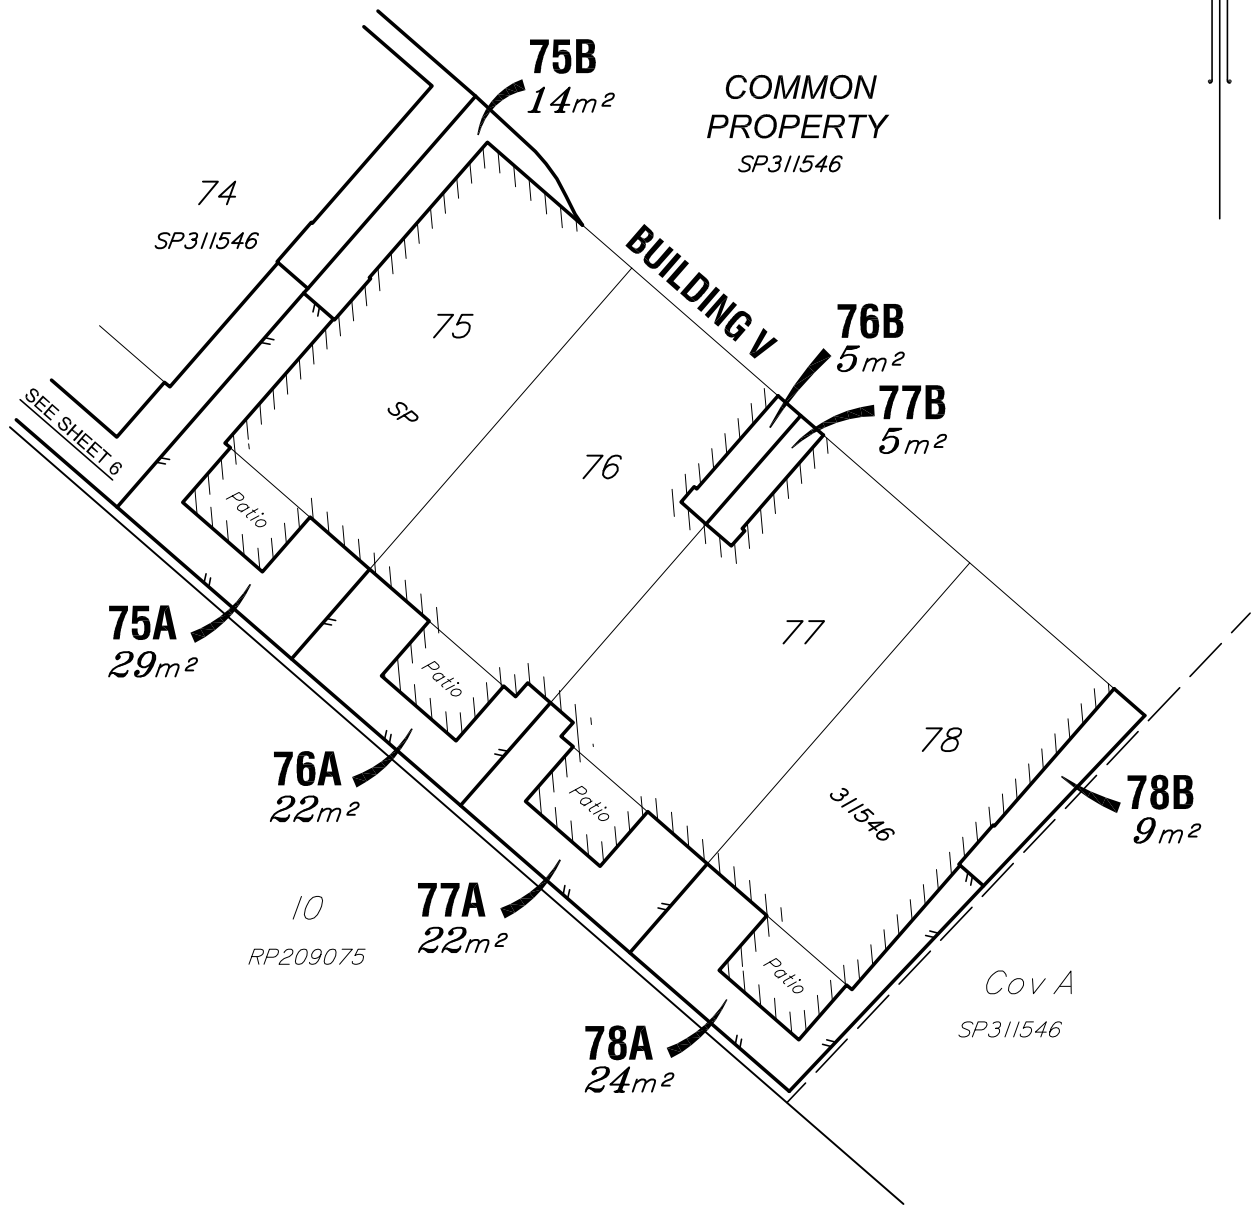 75B
14m²
COMMON
PROPERTY
SP311546
74
SP311546
BUILDING V
75
76B
5m²
77B
5m²
SP
SEE SHEET 6
76
Patio
75A
29m²
77
Patio
78
76A
22m²
Patio
311546
78B
9m²
77A
22m²
10
RP209075
Patio
Cov A
SP311546
78A
24m²